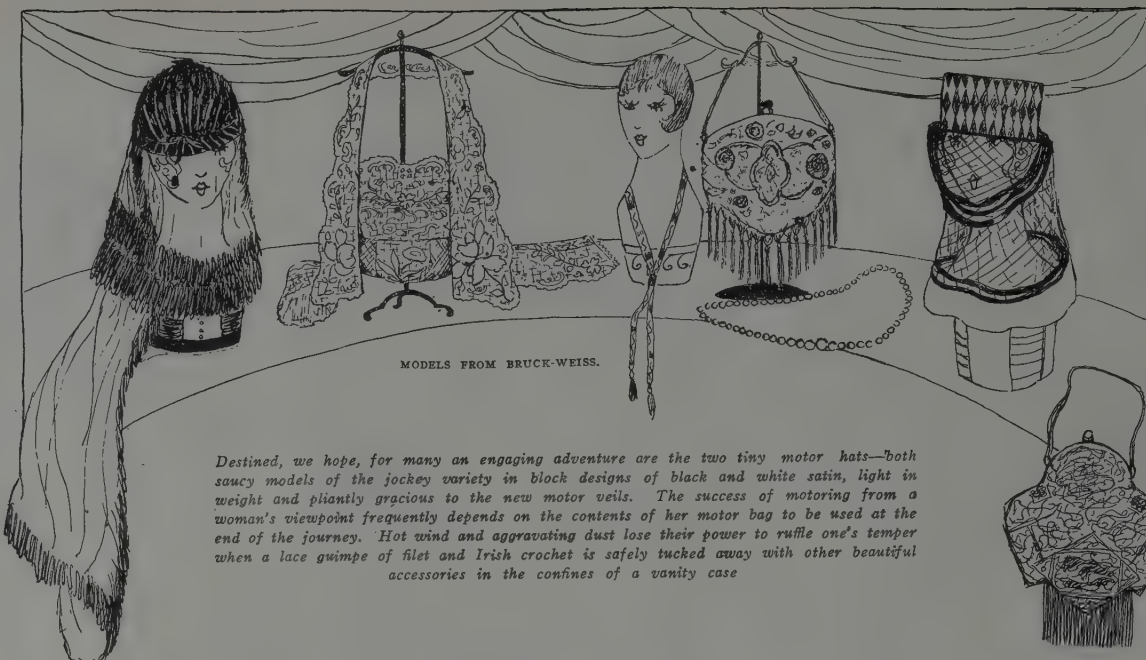 MODELS FROM BRUCK-WEISS.
Destined, we hope, for many an engaging adventure are the two tiny motor hats—both
saucy models of the jockey variety in block designs of black and white satin, light in
weight and pliantly gracious to the new motor veils. The success of motoring from a
woman's viewpoint frequently depends on the contents of her motor bag to be used at the
end of the journey. Hot wind and aggravating dust lose their power to ruffle one's temper
when a lace guimpe of filet and Irish crochet is safely tucked away with other beautiful
accessories in the confines of a vanity case